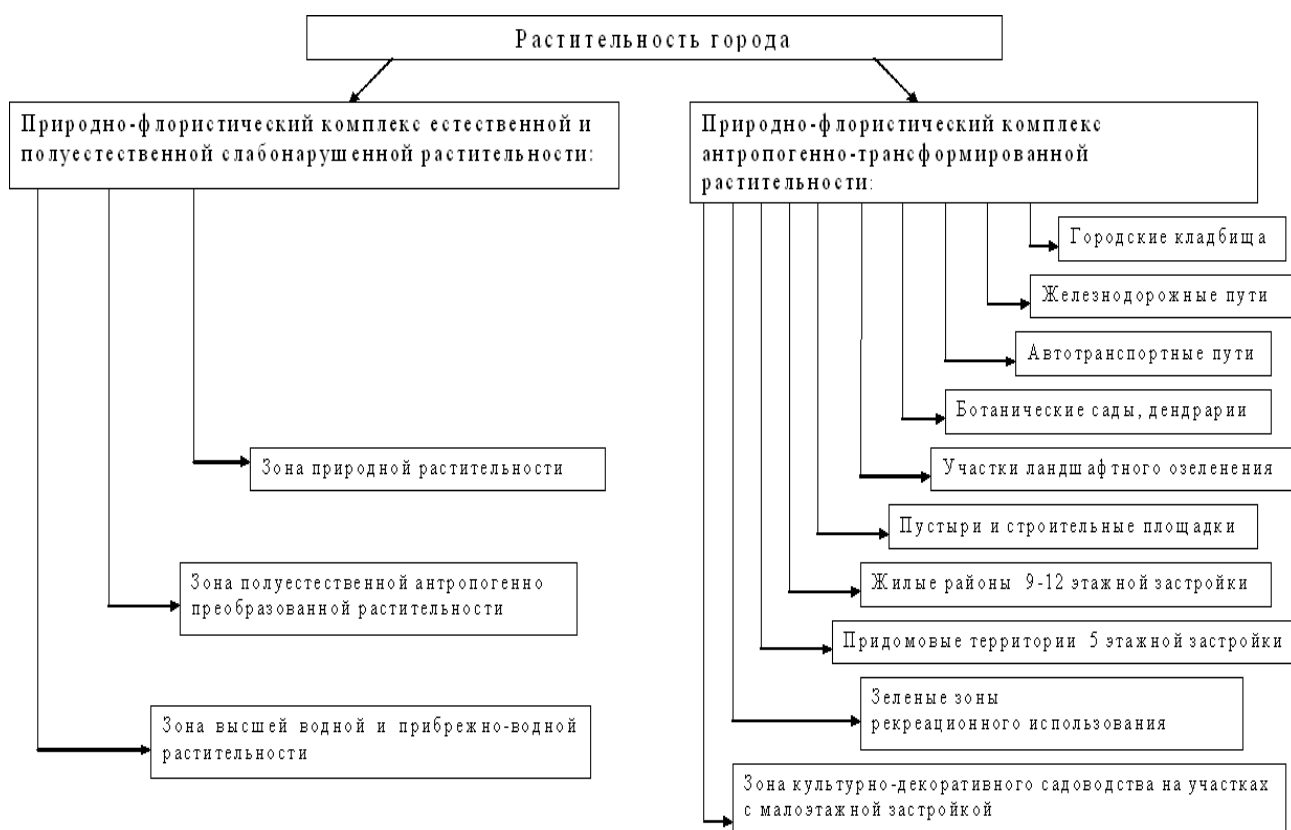 Растительность города
Природно-флористический комплекс естественной и
полуестественной слабонарушенной растительности:
Зона природной растительности
Зона полуестественной антропогенно
преобразованной растительности
Зона высшей водной и прибрежно-водной
растительности
Природно-флористический комплекс
антропогенно-трансформированной
растительности:
Городские кладбища
Железнодорожные пути
Автотранспортные пути
Ботанические сады, дендрарии
Участки ландшафтного озеленения
Пустыри и строительные площадки
Жилые районы 9-12 этажной застройки
Придомовые территории 5 этажной застройки
Зеленые зоны
рекреационного использования
Зона культурно-декоративного садоводства на участках
с малоэтажной застройкой